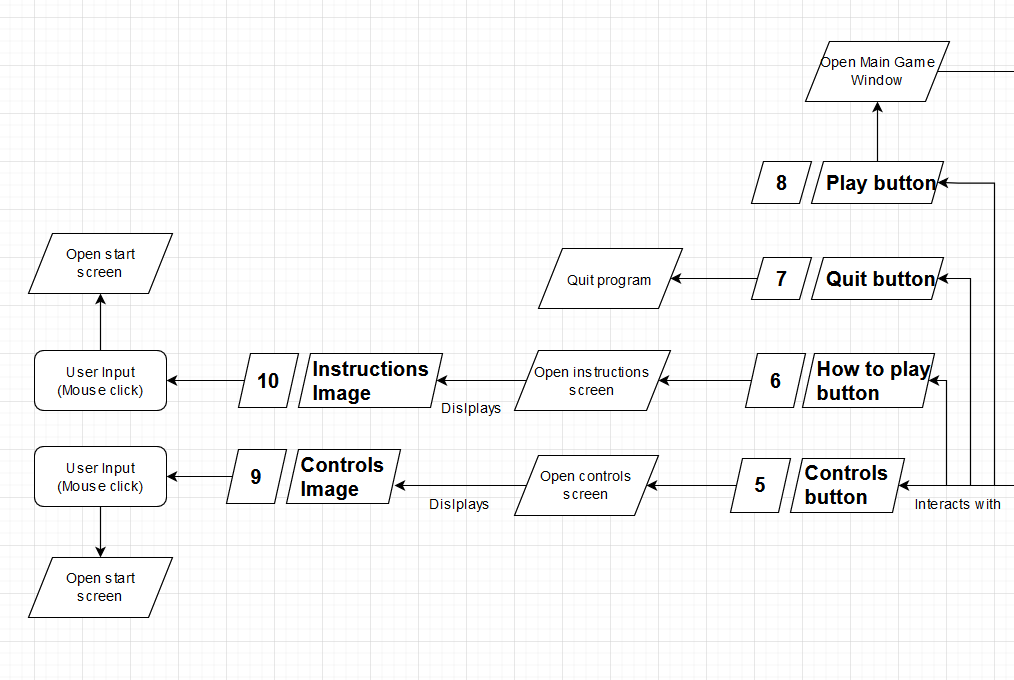 Open Main Game
Window
8
Play button
Open start
screen
Quit program
7
Quit button
User Input
(Mouse click)
10
Instructions
Image
Dislplays
Open instructions
screen
6
How to play
button
User Input
(Mouse click)
9
Controls
Image
Dislplays
Open controls
screen
5
Controls
button
Interacts with
Open start
screen